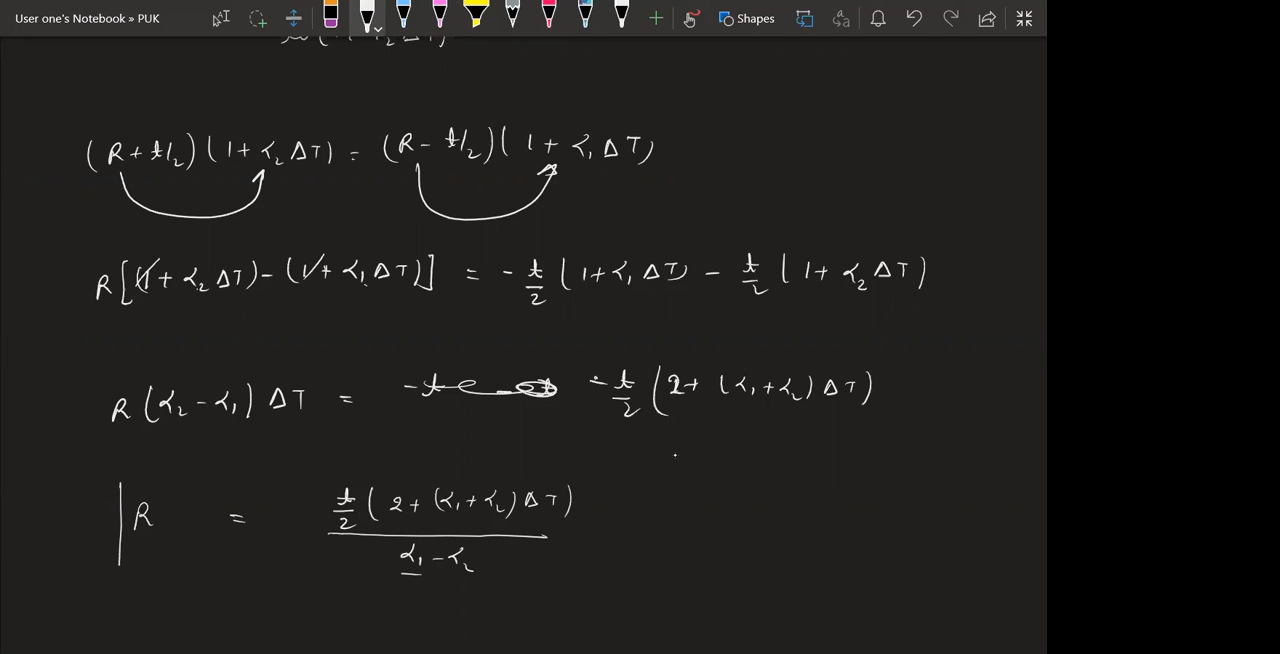 User one's Notebook » PUK
Shapes
(R + t/2)(1 + α₂ΔT) = (R - t/2)(1 + α₁ΔT)
R[(1 + α₂ΔT) - (1 + α₁ΔT)] = - t/2 (1 + α₁ΔT) - t/2 (1 + α₂ΔT)
R(α₂ - α₁)ΔT = - t/2 (2 + (α₁ + α₂)ΔT)
R = t/2 (2 + (α₁ + α₂)ΔT) / α₁ - α₂